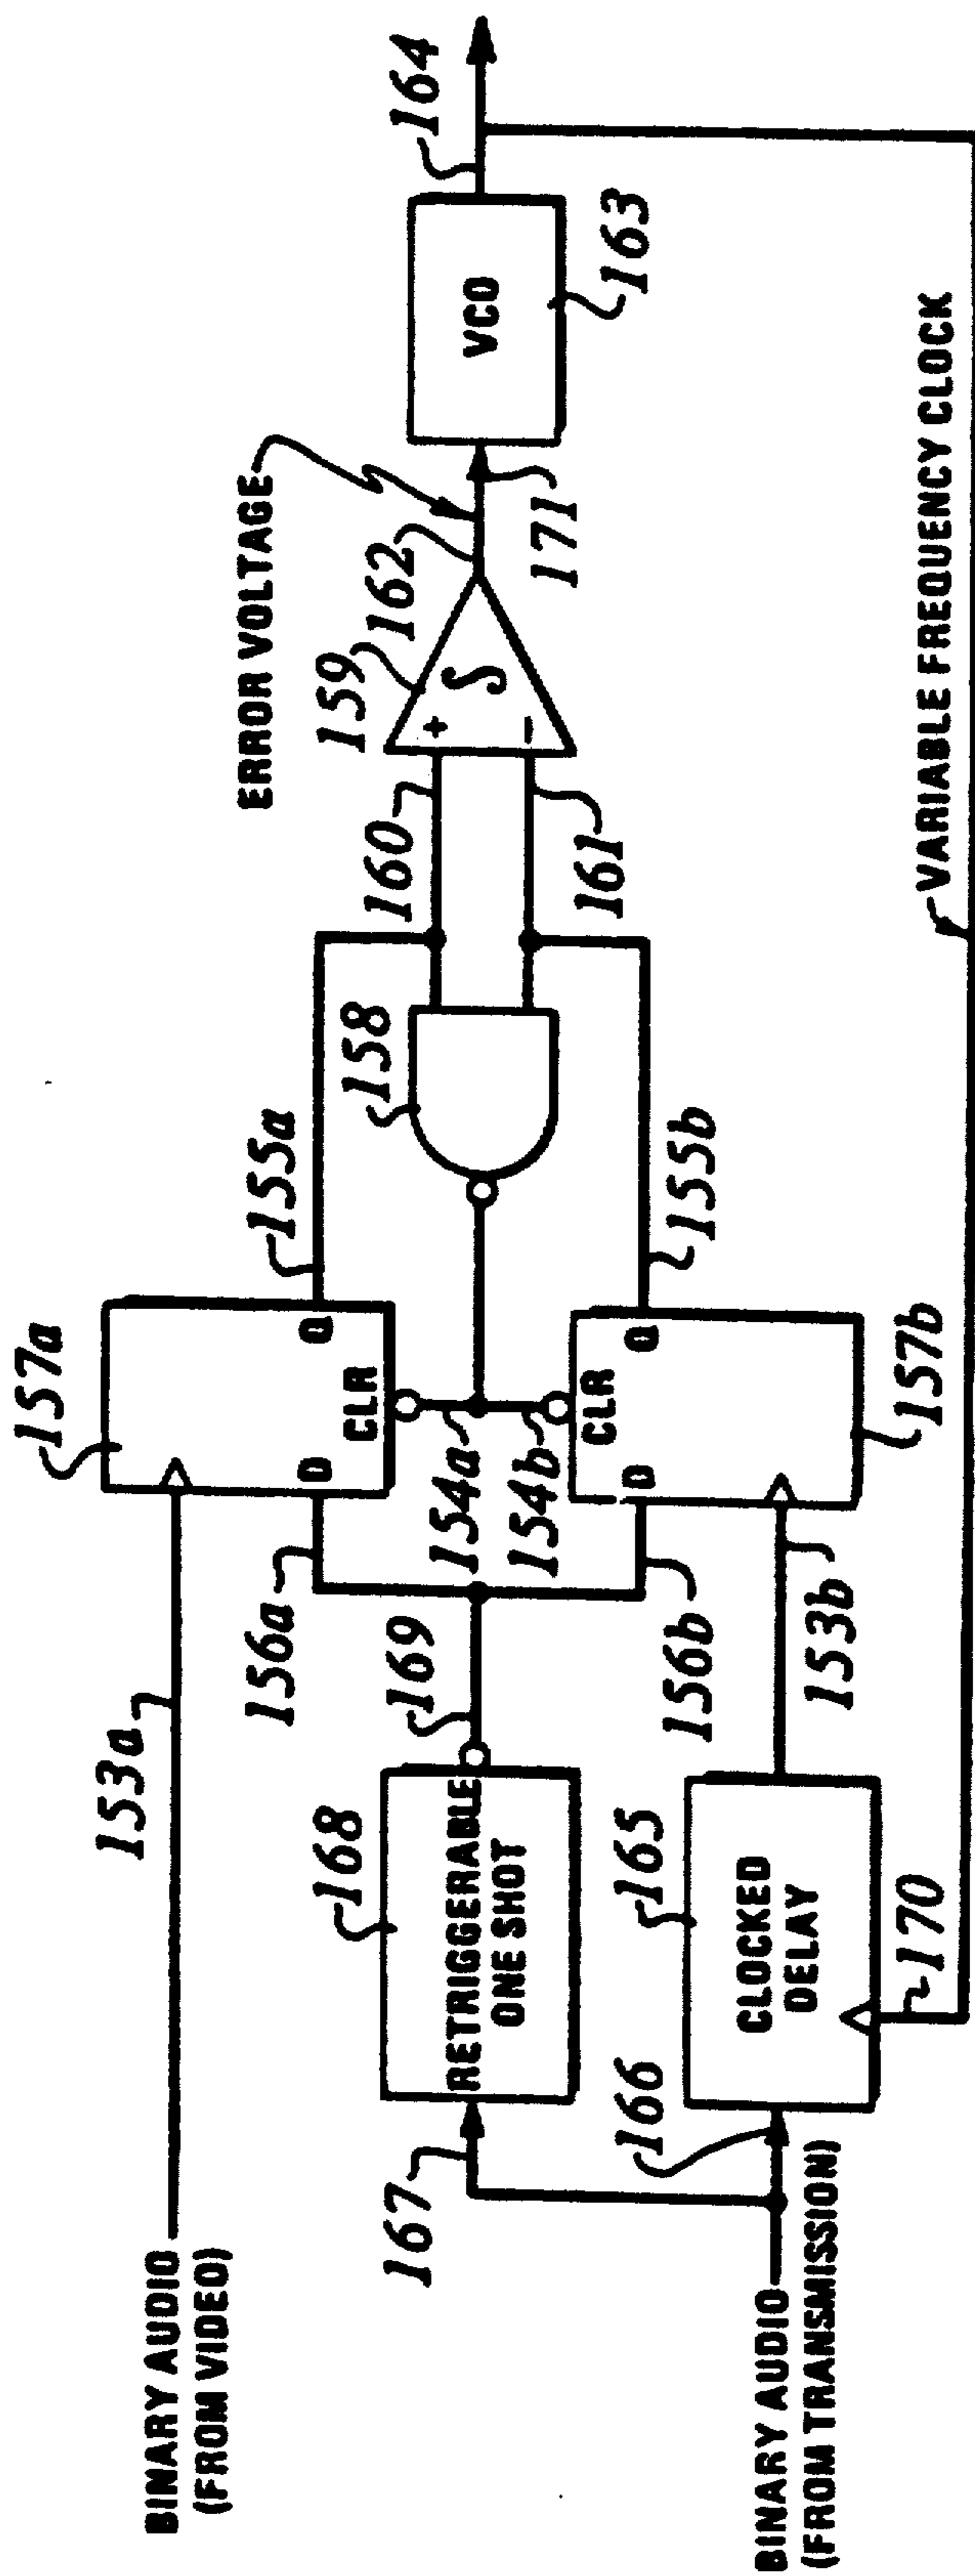 BINARY AUDIO
(FROM VIDEO)
153a
157a
156a
D
Q
CLR
155a
167
168
RETRIGGERABLE
ONE SHOT
169
154a
154b
158
160
159
+
−
∫
161
ERROR VOLTAGE
162
171
VCO
163
164
BINARY AUDIO
(FROM TRANSMISSION)
166
165
CLOCKED
DELAY
170
153b
156b
CLR
D
Q
157b
155b
VARIABLE FREQUENCY CLOCK